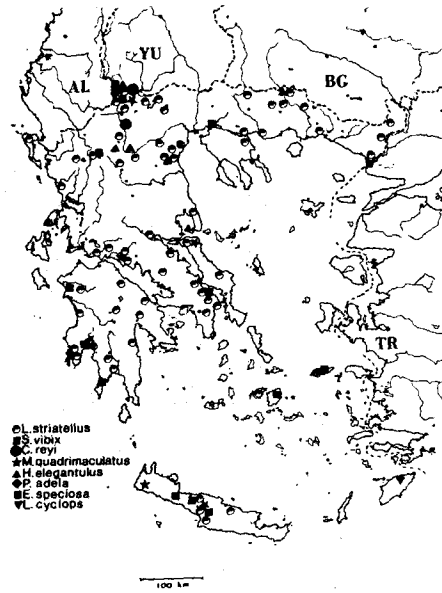 YU
AL
BG
TR
L. striatellus
S. vibix
C. reyi
M. quadrimaculatus
H. elegantulus
P. adela
E. speciosa
L. cyclops
100 km